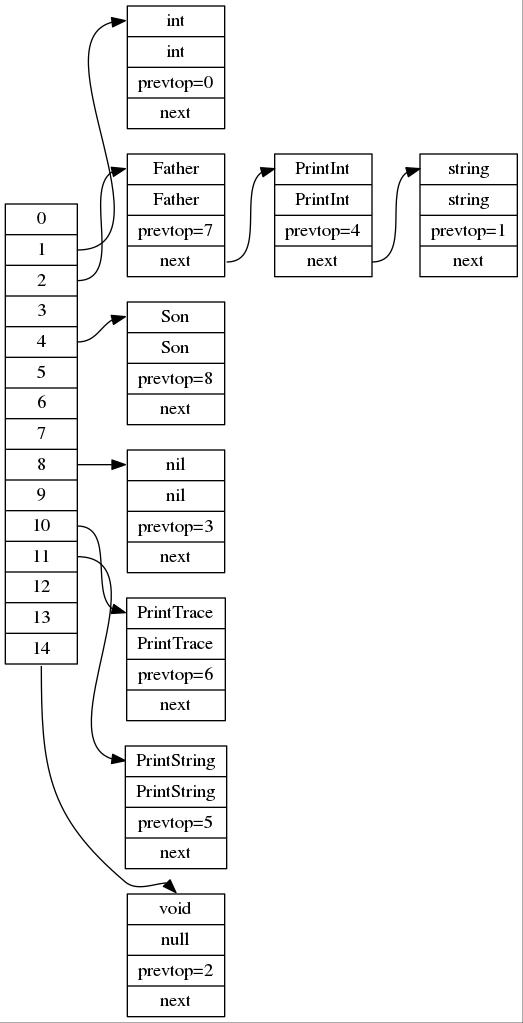 0
1
2
3
4
5
6
7
8
9
10
11
12
13
14
int
int
prevtop=0
next
Father
Father
prevtop=7
next
PrintInt
PrintInt
prevtop=4
next
string
string
prevtop=1
next
Son
Son
prevtop=8
next
nil
nil
prevtop=3
next
PrintTrace
PrintTrace
prevtop=6
next
PrintString
PrintString
prevtop=5
next
void
null
prevtop=2
next